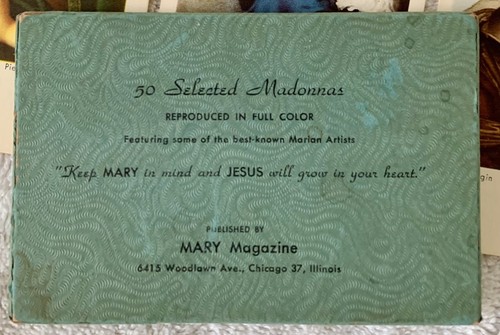 50 Selected Madonnas
REPRODUCED IN FULL COLOR
Featuring some of the best-known Marian Artists
"Keep MARY in mind and JESUS will grow in your heart."
PUBLISHED BY
MARY Magazine
6415 Woodlawn Ave., Chicago 37, Illinois